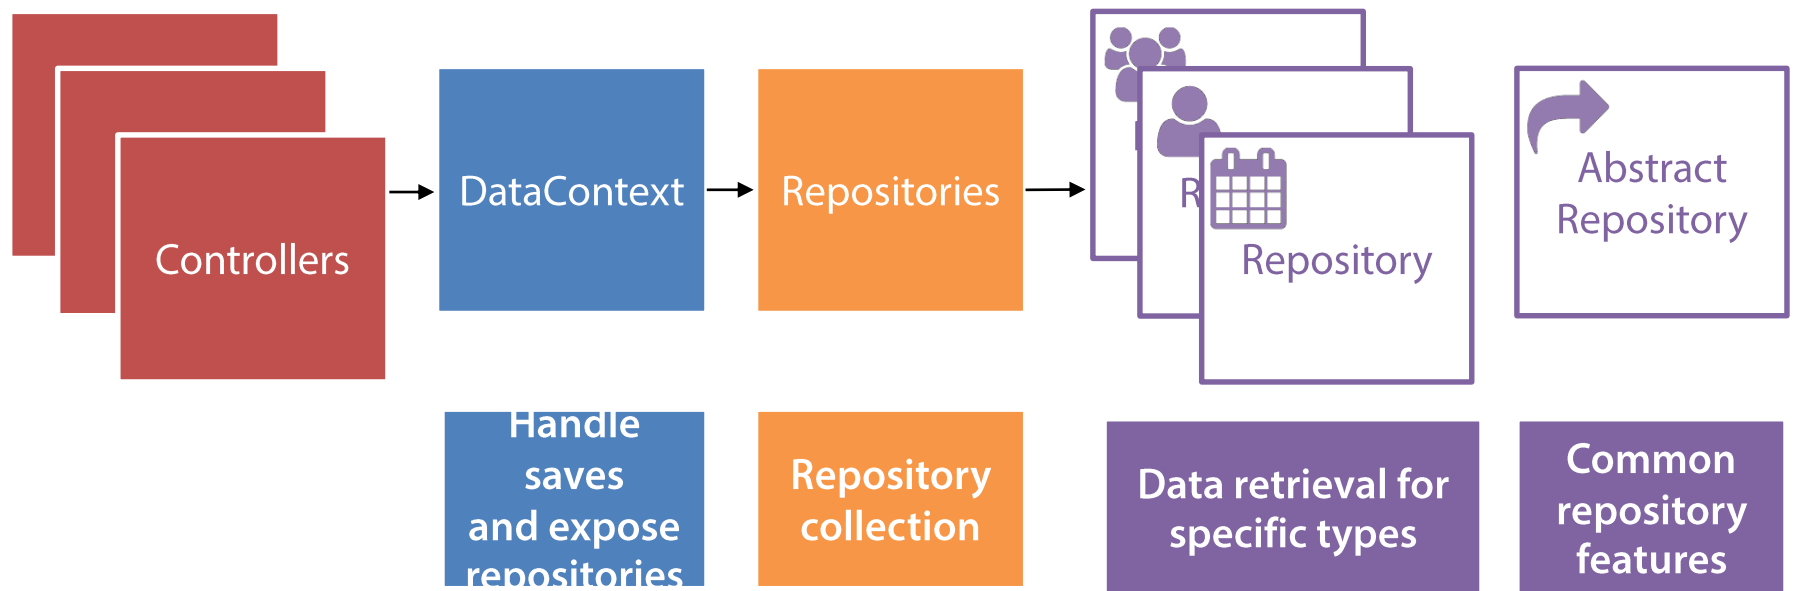 Controllers
DataContext
Repositories
R
Repository
Abstract
Repository
Handle
saves
and expose
repositories
Repository
collection
Data retrieval for
specific types
Common
repository
features